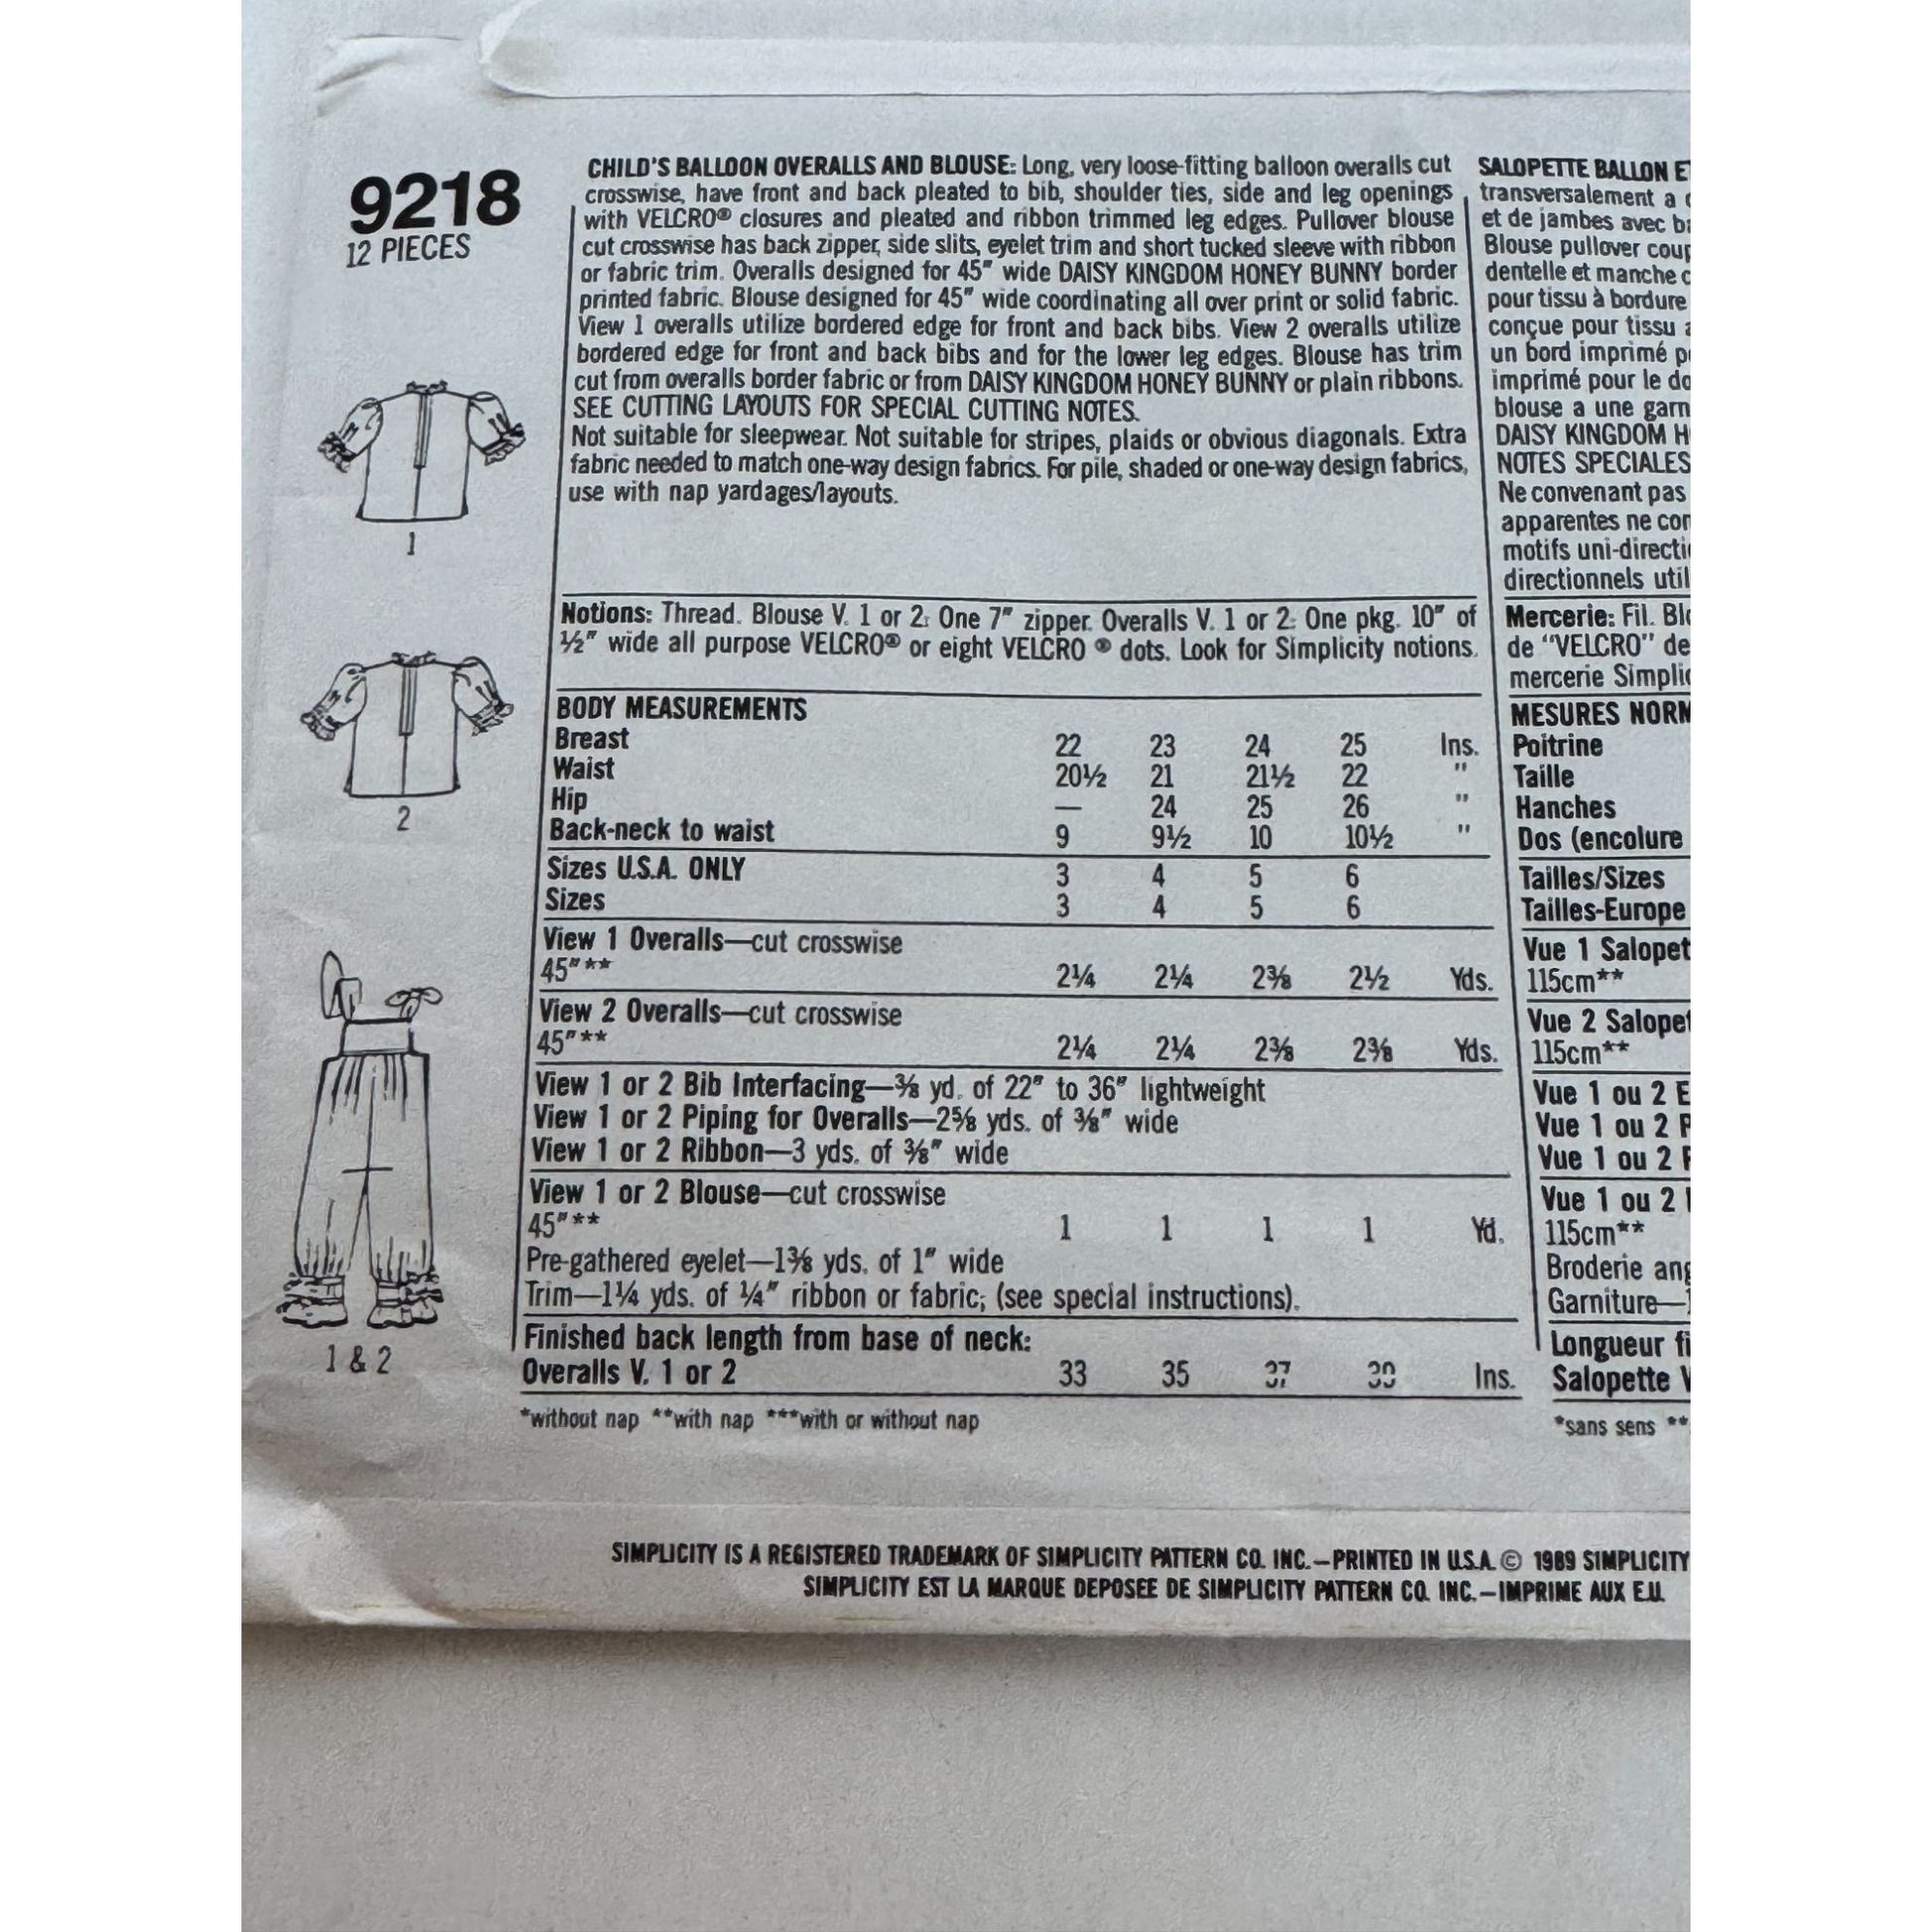 9218
12 PIECES
1
2
1 & 2
CHILD'S BALLOON OVERALLS AND BLOUSE: Long, very loose-fitting balloon overalls cut
crosswise, have front and back pleated to bib, shoulder ties, side and leg openings
with VELCRO® closures and pleated and ribbon trimmed leg edges. Pullover blouse
cut crosswise has back zipper, side slits, eyelet trim and short tucked sleeve with ribbon
or fabric trim. Overalls designed for 45" wide DAISY KINGDOM HONEY BUNNY border
printed fabric. Blouse designed for 45" wide coordinating all over print or solid fabric.
View 1 overalls utilize bordered edge for front and back bibs. View 2 overalls utilize
bordered edge for front and back bibs and for the lower leg edges. Blouse has trim
cut from overalls border fabric or from DAISY KINGDOM HONEY BUNNY or plain ribbons.
SEE CUTTING LAYOUTS FOR SPECIAL CUTTING NOTES.
Not suitable for sleepwear. Not suitable for stripes, plaids or obvious diagonals. Extra
fabric needed to match one-way design fabrics. For pile, shaded or one-way design fabrics,
use with nap yardages/layouts.
Notions: Thread. Blouse V. 1 or 2: One 7" zipper. Overalls V. 1 or 2: One pkg. 10" of
½" wide all purpose VELCRO® or eight VELCRO ® dots. Look for Simplicity notions.
BODY MEASUREMENTS
Breast 22 23 24 25 Ins.
Waist 20½ 21 21½ 22 "
Hip — 24 25 26 "
Back-neck to waist 9 9½ 10 10½ "
Sizes U.S.A. ONLY 3 4 5 6
Sizes 3 4 5 6
View 1 Overalls—cut crosswise
45"** 2¼ 2¼ 2⅜ 2½ Yds.
View 2 Overalls—cut crosswise
45"** 2¼ 2¼ 2⅜ 2⅜ Yds.
View 1 or 2 Bib Interfacing—⅜ yd. of 22" to 36" lightweight
View 1 or 2 Piping for Overalls—2⅝ yds. of ⅜" wide
View 1 or 2 Ribbon—3 yds. of ⅜" wide
View 1 or 2 Blouse—cut crosswise
45"** 1 1 1 1 Yd.
Pre-gathered eyelet—1⅜ yds. of 1" wide
Trim—1¼ yds. of ¼" ribbon or fabric; (see special instructions).
Finished back length from base of neck:
Overalls V. 1 or 2 33 35 37 39 Ins.
*without nap **with nap ***with or without nap
SALOPETTE BALLON
transversalement a
et de jambes avec
Blouse pullover
dentelle et manche
pour tissu à bordure
conçue pour tissu
un bord imprimé
imprimé pour le
blouse a une
DAISY KINGDOM
NOTES SPECIALES
Ne convenant pas
apparentes ne
motifs
directionnels
Mercerie: Fil.
de "VELCRO" de
mercerie
MESURES
Poitrine
Taille
Hanches
Dos (encolure
Tailles/Sizes
Tailles-Europe
Vue 1
115cm**
Vue 2
115cm**
Vue 1 ou 2
Vue 1 ou 2
Vue 1 ou 2
Vue 1 ou 2
115cm**
Broderie
Garniture—
Longueur
Salopette
*sans sens **
SIMPLICITY IS A REGISTERED TRADEMARK OF SIMPLICITY PATTERN CO. INC.—PRINTED IN U.S.A. © 1989 SIMPLICITY
SIMPLICITY EST LA MARQUE DEPOSEE DE SIMPLICITY PATTERN CO. INC.—IMPRIME AUX E.U.